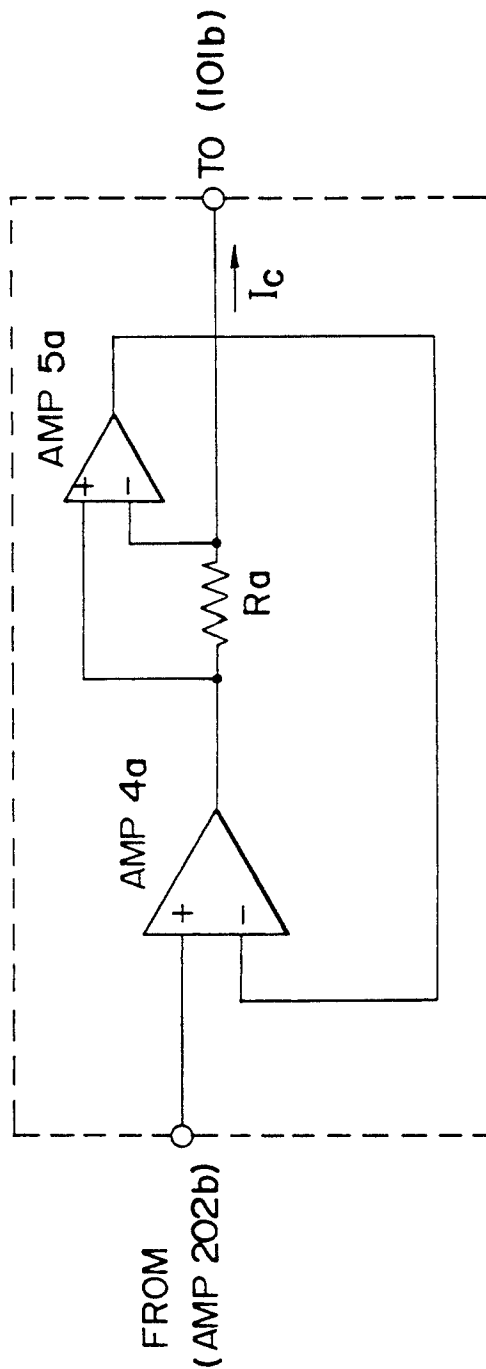 FROM
(AMP 202b)
AMP 4a
+
-
Ra
AMP 5a
+
-
Ic
TO (101b)